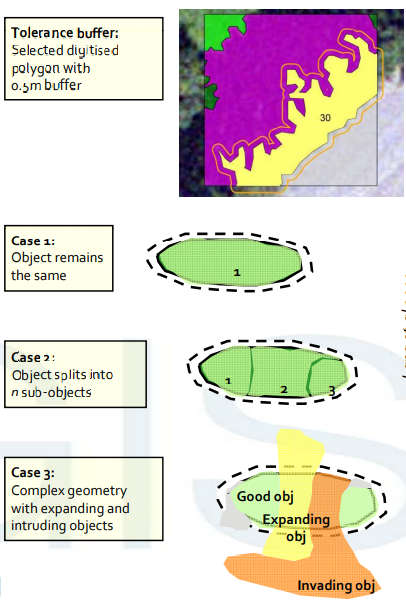 Tolerance buffer:
Selected digitised
polygon with
0.5m buffer
30
Case 1:
Object remains
the same
1
Case 2:
Object splits into
n sub-objects
1
2
3
Case 3:
Complex geometry
with expanding and
intruding objects
Good obj
Expanding
obj
Invading obj